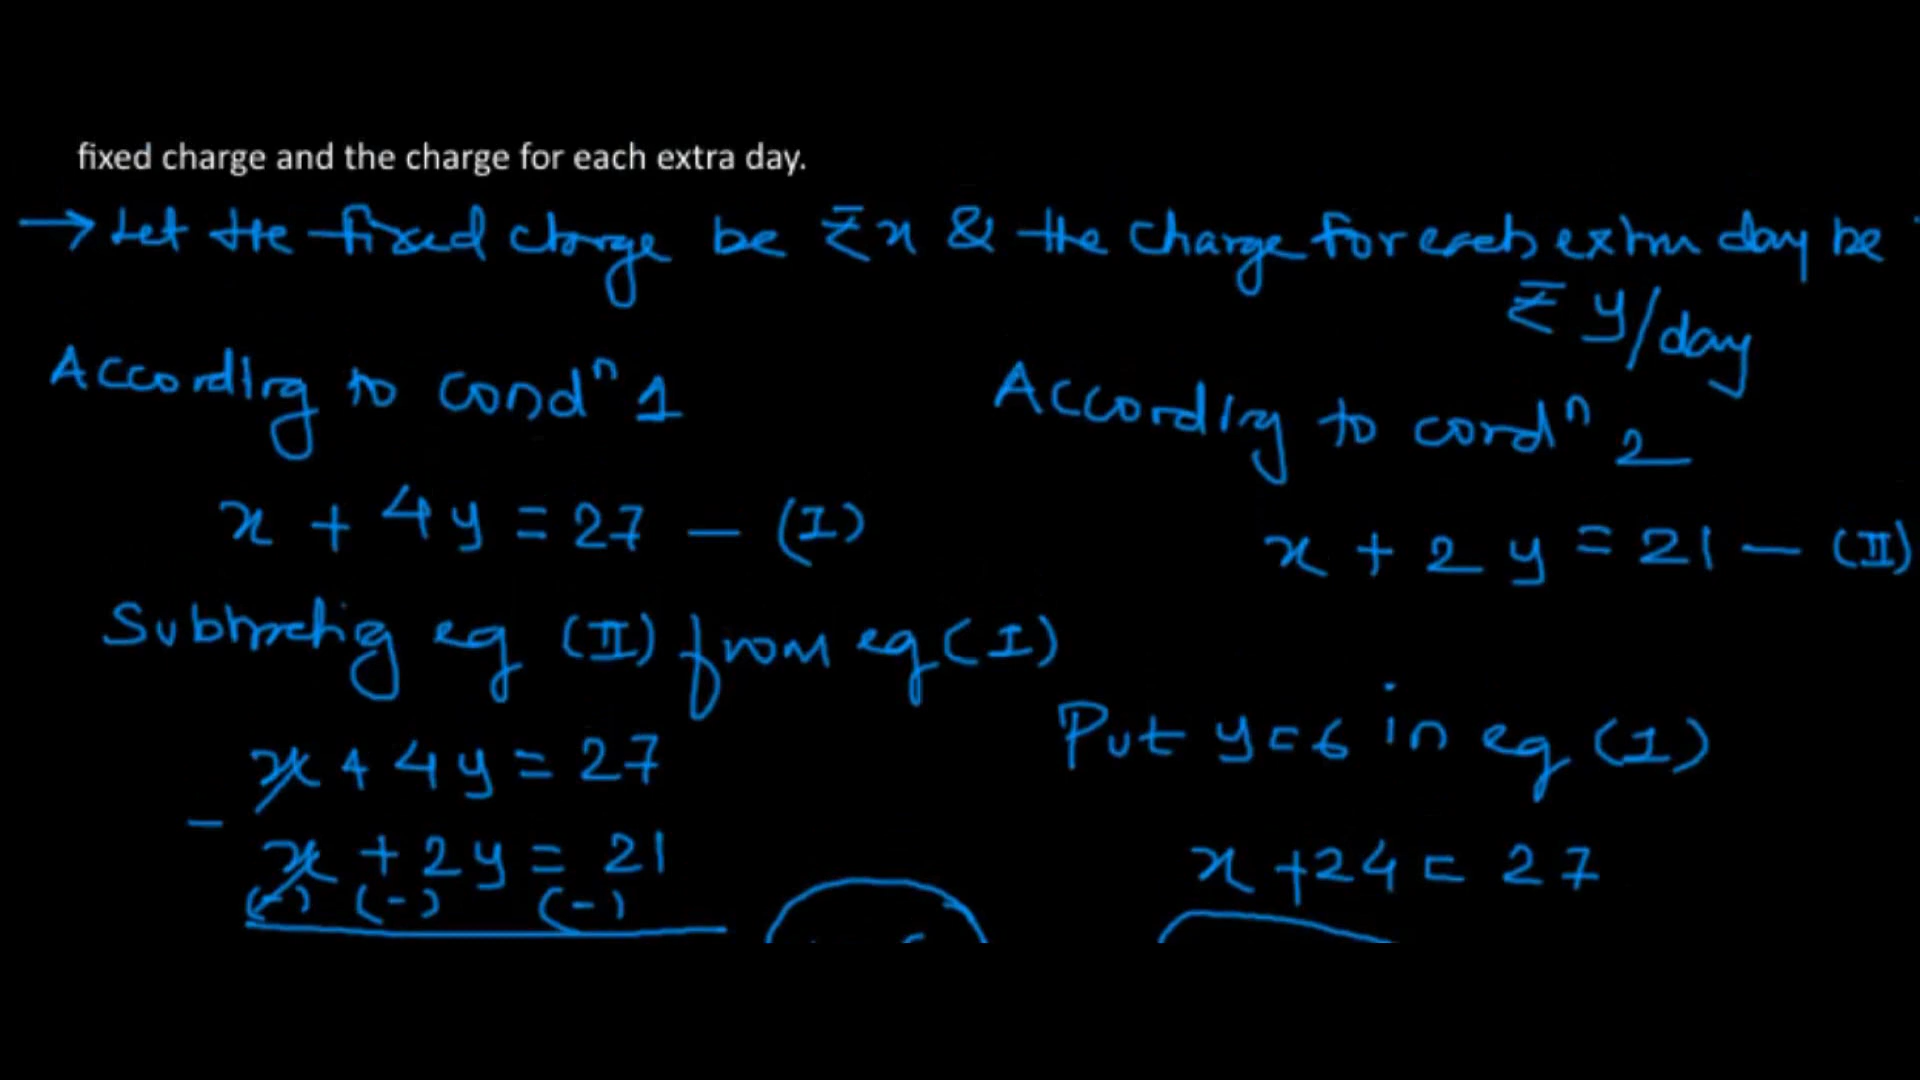 fixed charge and the charge for each extra day.
→ Let the fixed charge be ₹x & the charge for each extra day be
₹ y/day
According to condⁿ 1
x + 4y = 27 — (I)
Subtracting eq (II) from eq (I)
x + 4y = 27
- x + 2y = 21
(-) (-) (-)
According to condⁿ 2
x + 2y = 21 — (II)
Put y = 6 in eq (1)
x + 24 = 27